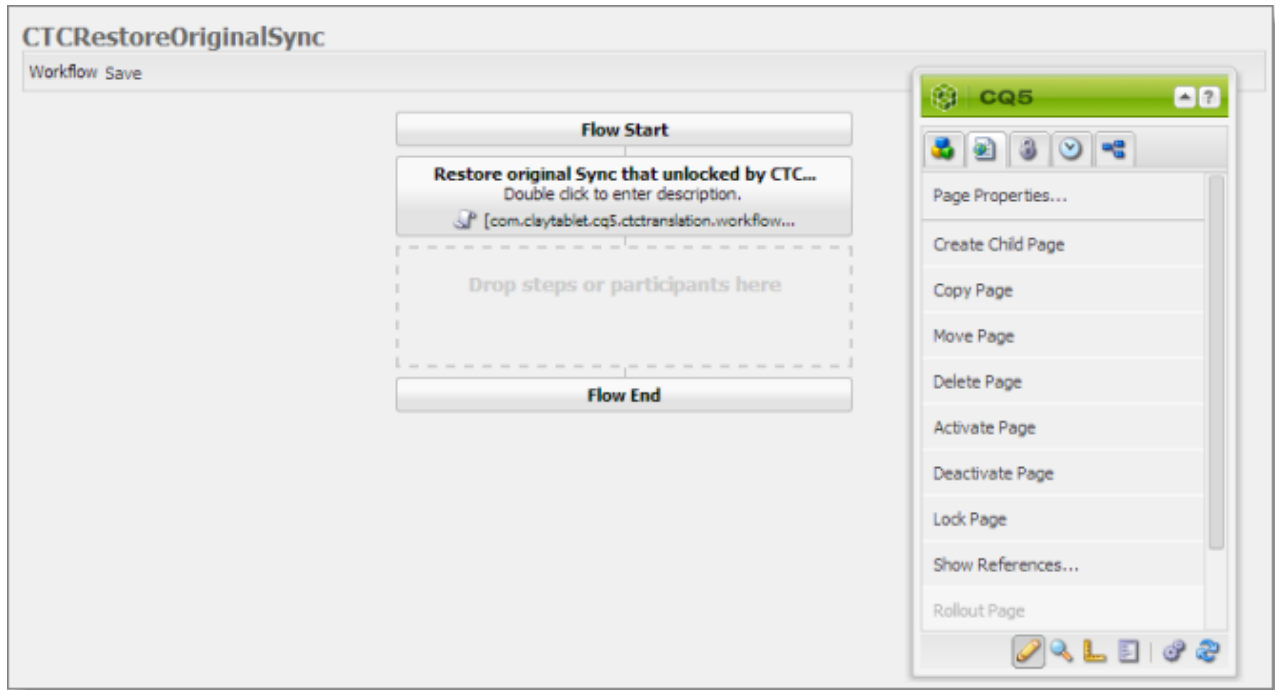 CTCRestoreOriginalSync
Workflow Save
Flow Start
Restore original Sync that unlocked by CTC...
Double click to enter description.
[com.claytablet.cq5.ctctranslation.workflow...
Drop steps or participants here
Flow End
CQ5
?
Page Properties...
Create Child Page
Copy Page
Move Page
Delete Page
Activate Page
Deactivate Page
Lock Page
Show References...
Rollout Page